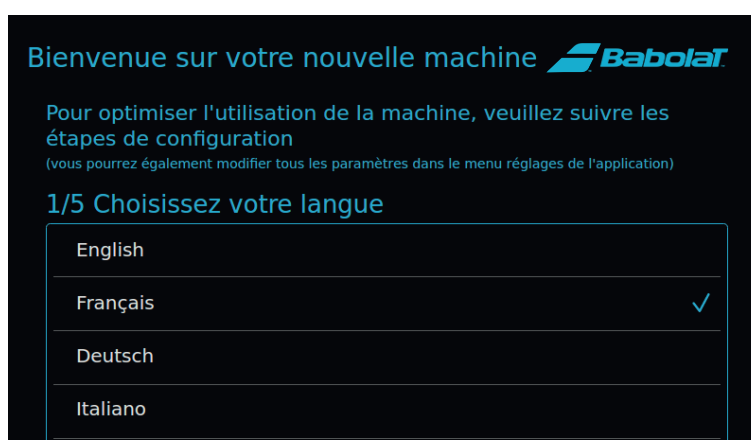 Bienvenue sur votre nouvelle machine Babolat
Pour optimiser l'utilisation de la machine, veuillez suivre les
étapes de configuration
(vous pourrez également modifier tous les paramètres dans le menu réglages de l'application)
1/5 Choisissez votre langue
English
Français
Deutsch
Italiano